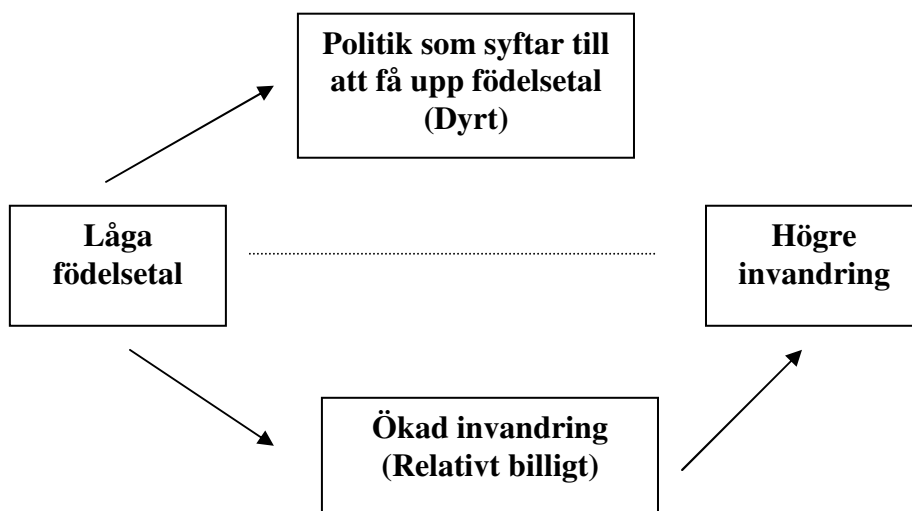 Politik som syftar till
att få upp födelsetal
(Dyrt)
Låga
födelsetal
Högre
invandring
Ökad invandring
(Relativt billigt)